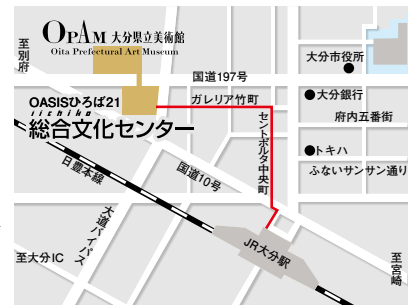 OPAM 大分県立美術館
Oita Prefectural Art Museum
至別府
大分市役所
国道197号
OASISひろば21
ガレリア竹町
大分銀行
iichiko
総合文化センター
府内五番街
セントポルタ中央町
トキハ
日豊本線
国道10号
ふないサンサン通り
大道バイパス
JR大分駅
至大分IC
至宮崎